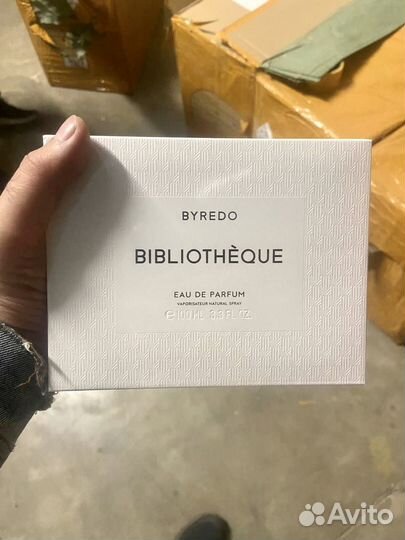 BYREDO
BIBLIOTHÈQUE
EAU DE PARFUM
VAPORISATEUR NATURAL SPRAY
℮100 ML 3.3 FL.OZ.
Avito